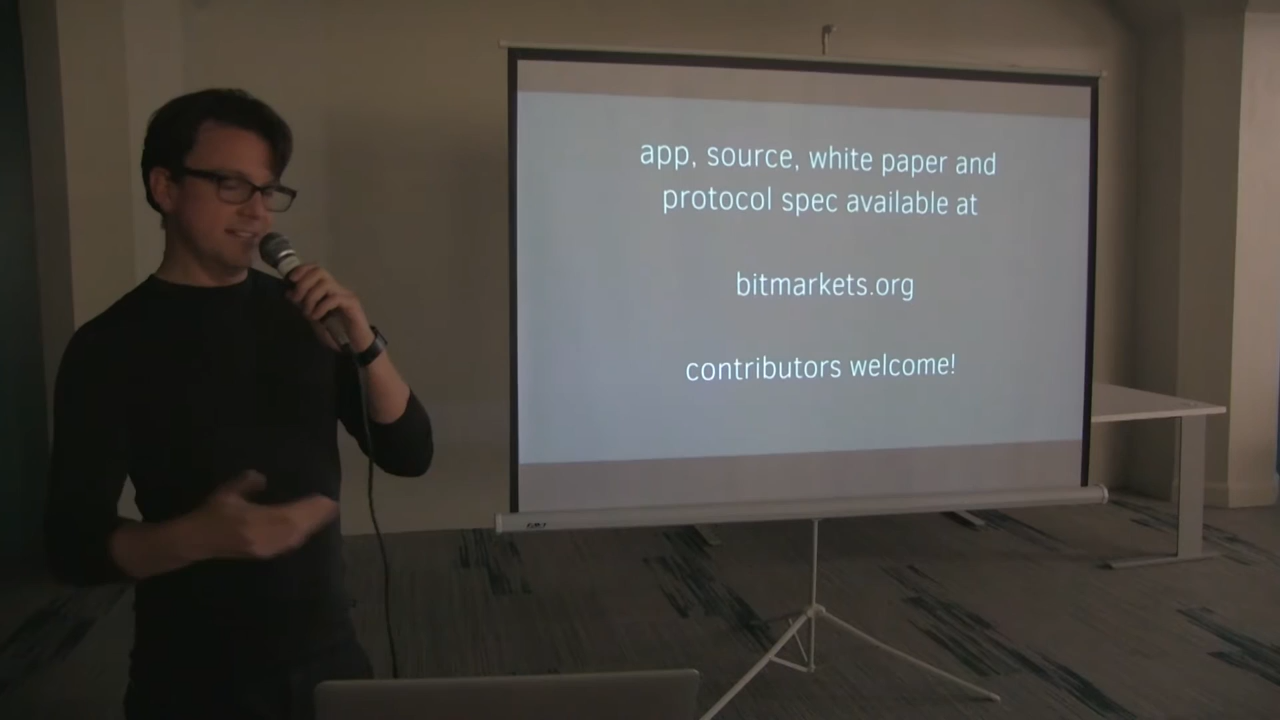 app, source, white paper and
protocol spec available at
bitmarkets.org
contributors welcome!